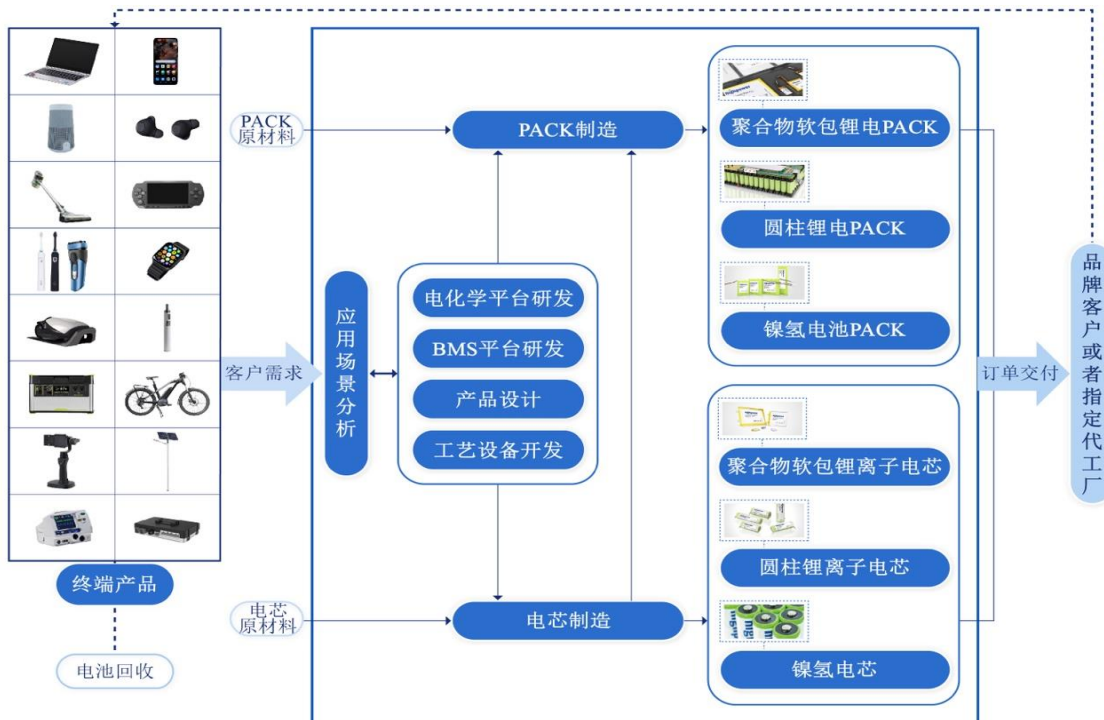 PACK
原材料
PACK制造
聚合物软包锂电PACK
圆柱锂电PACK
镍氢电池PACK
应用场景分析
电化学平台研发
BMS平台研发
产品设计
工艺设备开发
客户需求
订单交付
品牌客户或者指定代工厂
聚合物软包锂离子电芯
圆柱锂离子电芯
终端产品
电芯
原材料
电芯制造
镍氢电芯
电池回收